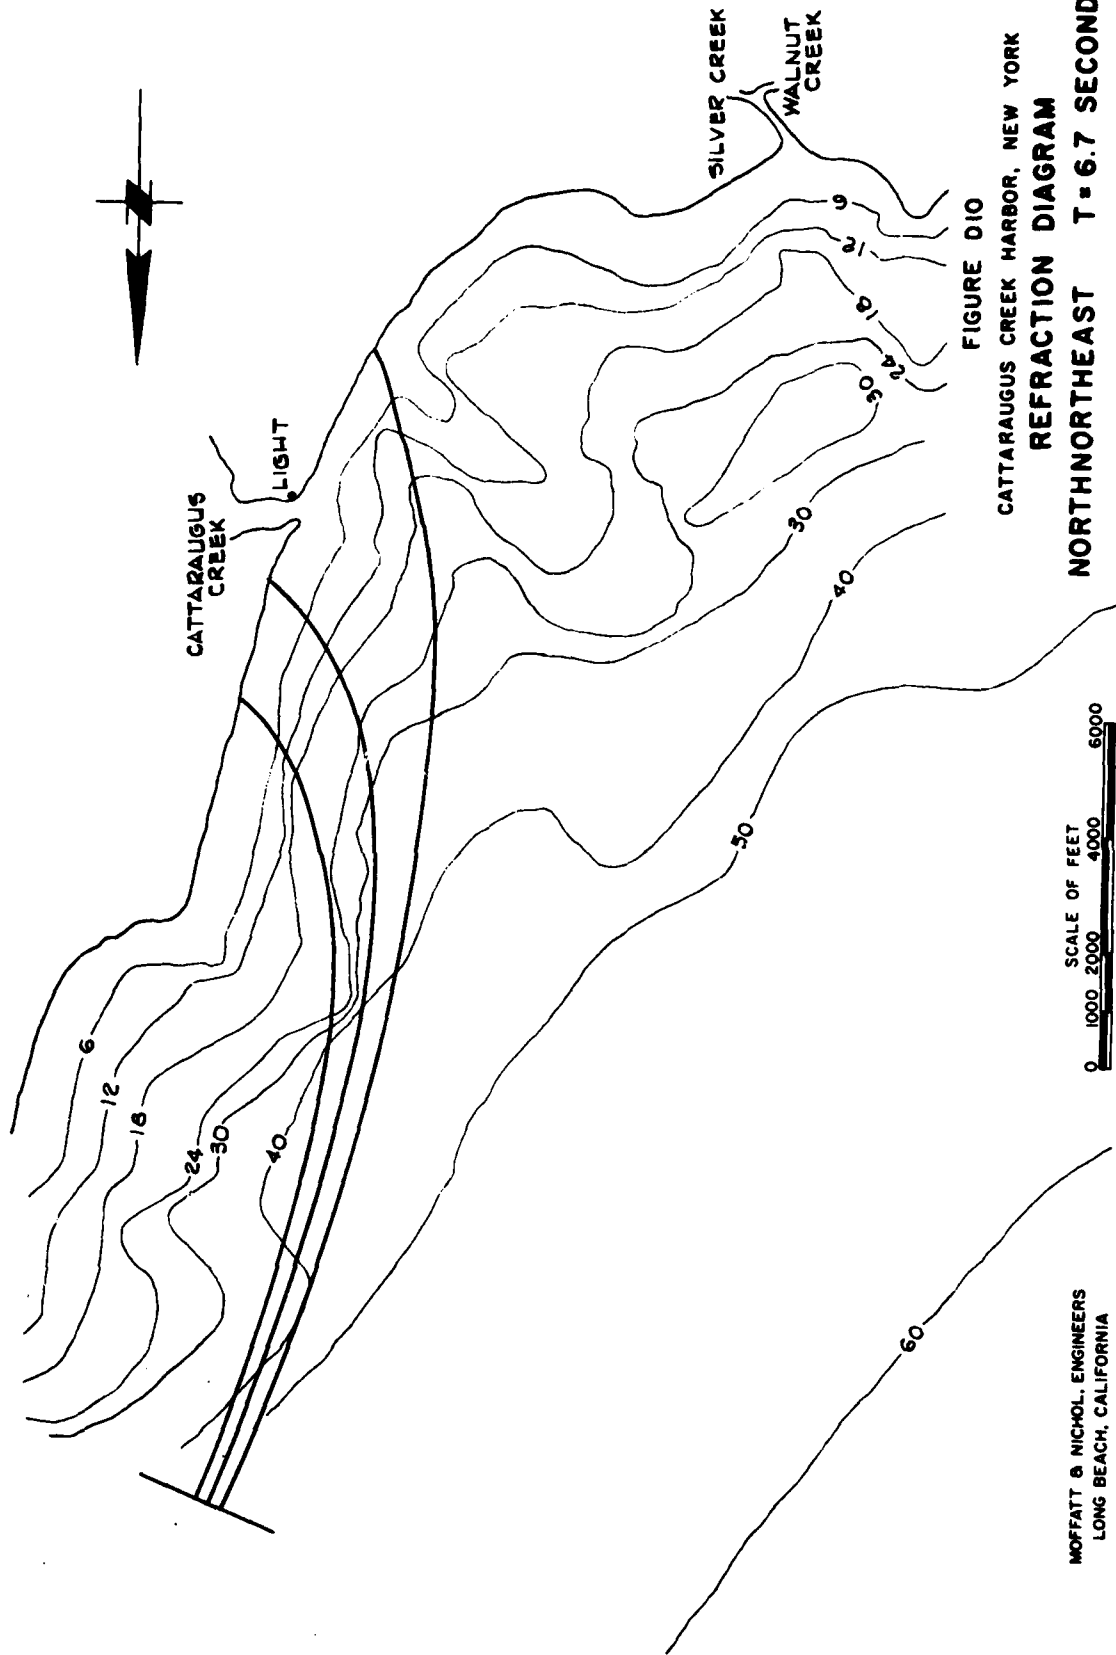 SILVER CREEK
WALNUT
CREEK
LIGHT
CATTARAUGUS
CREEK
6
12
18
24
30
30
40
50
60
6
12
18
24
30
40
FIGURE D10
CATTARAUGUS CREEK HARBOR, NEW YORK
REFRACTION DIAGRAM
NORTHNORTHEAST T = 6.7 SECOND
SCALE OF FEET
0 1000 2000 4000 6000
MOFFATT & NICHOL, ENGINEERS
LONG BEACH, CALIFORNIA